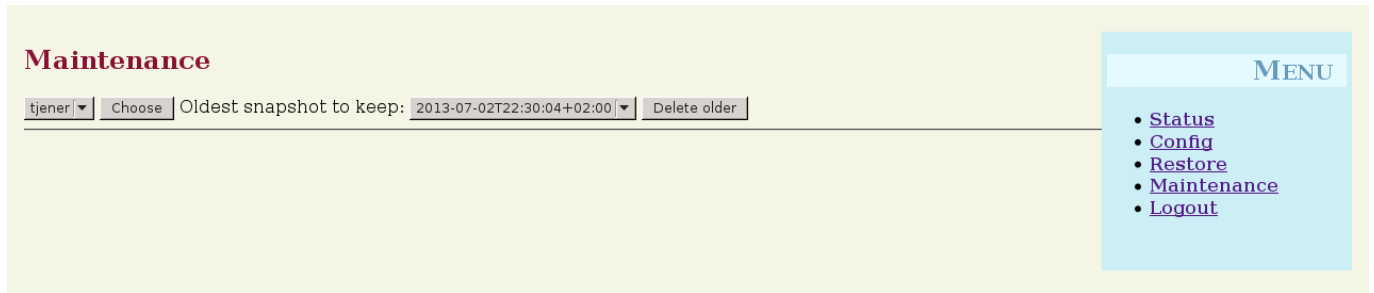 Maintenance
tjener Choose Oldest snapshot to keep: 2013-07-02T22:30:04+02:00 Delete older
MENU
Status
Config
Restore
Maintenance
Logout